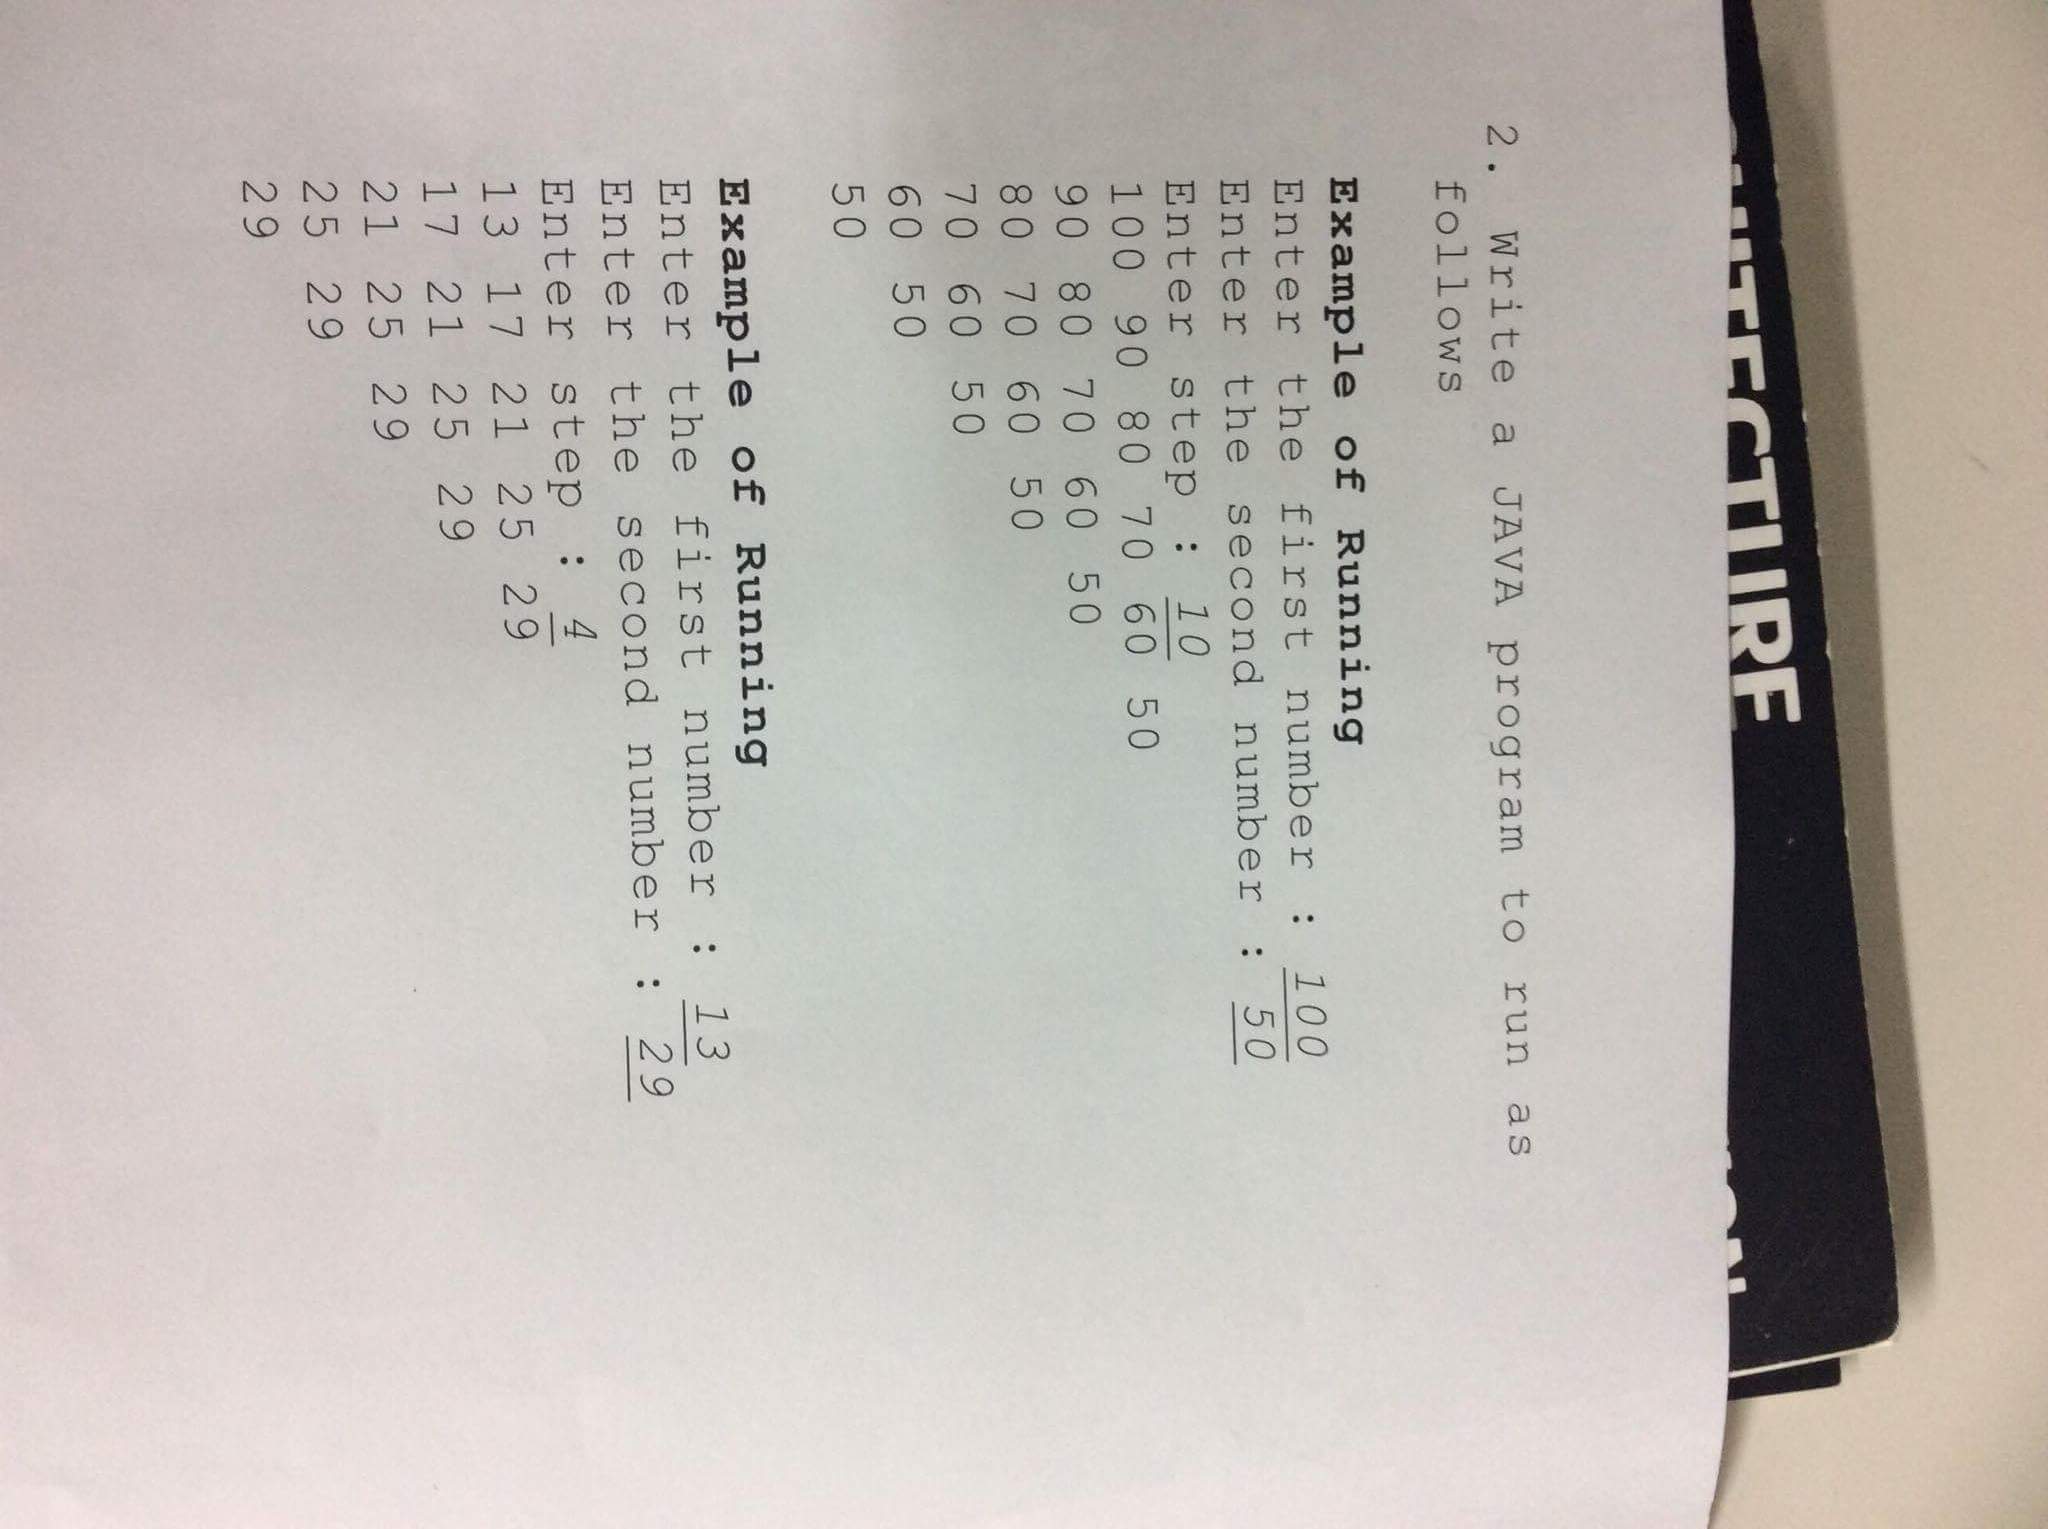 2. Write a JAVA program to run as
follows
Example of Running
Enter the first number : 100
Enter the second number : 50
Enter step : 10
100 90 80 70 60 50
90 80 70 60 50
80 70 60 50
70 60 50
60 50
50
Example of Running
Enter the first number : 13
Enter the second number : 29
Enter step : 4
13 17 21 25 29
17 21 25 29
21 25 29
25 29
29